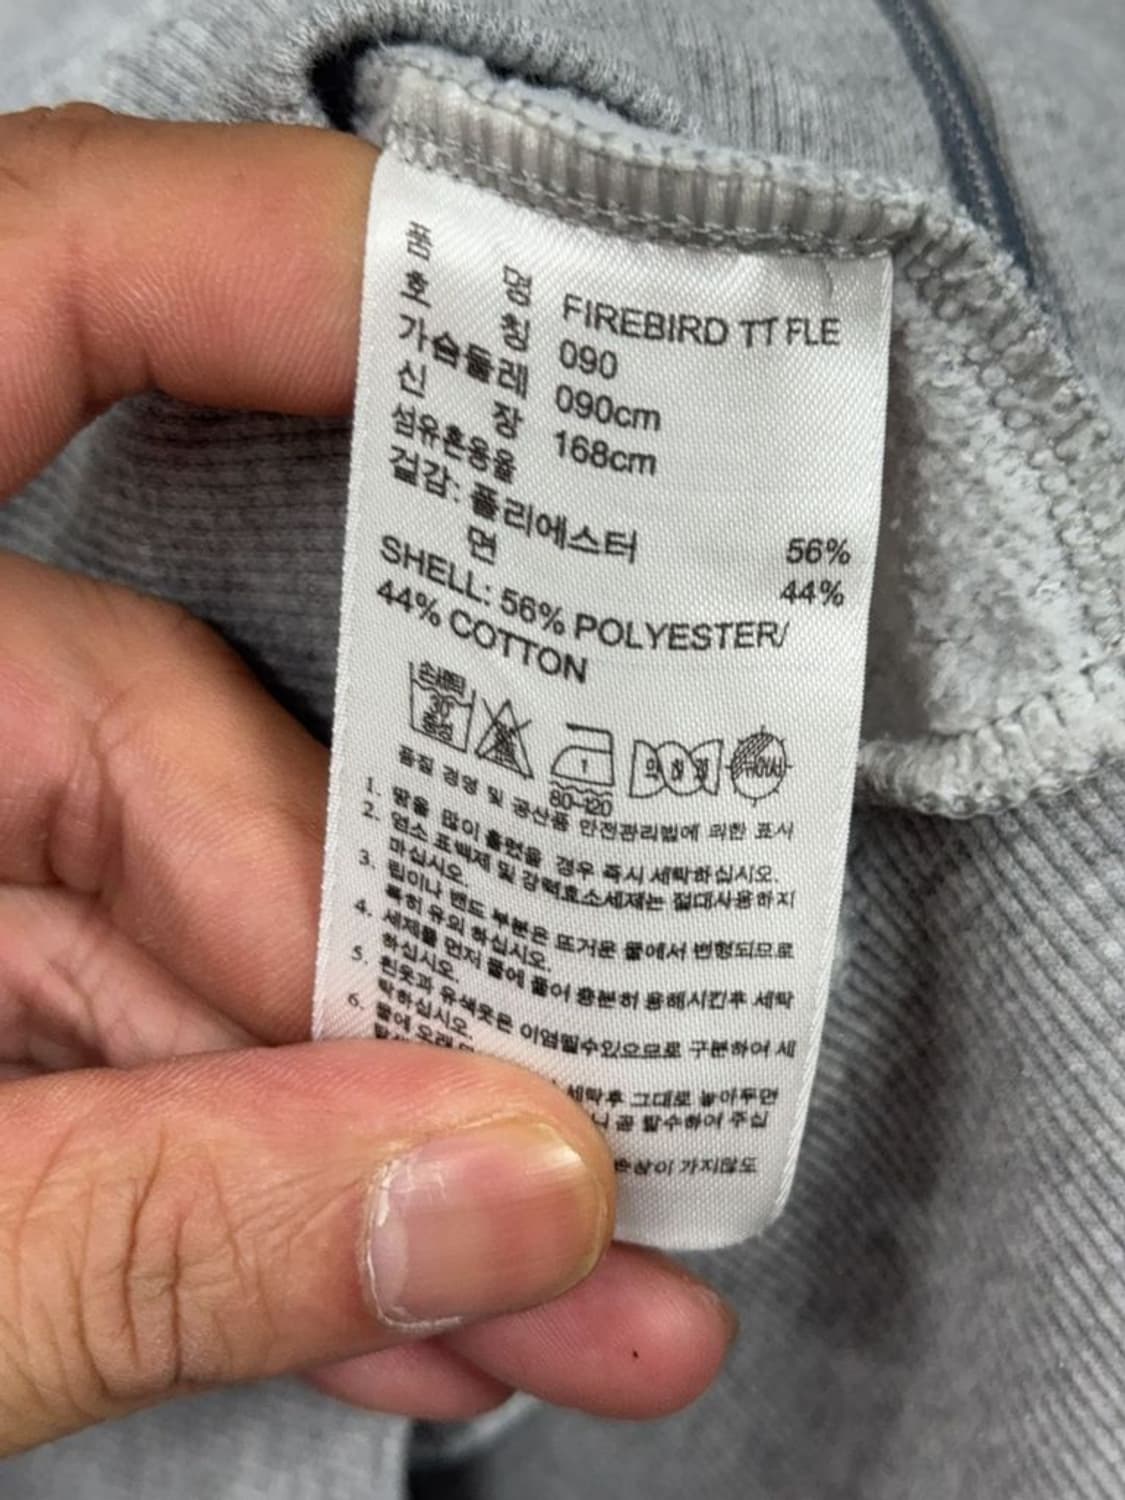 품 명 FIREBIRD TT FLE
호 칭 090
가슴둘레 090cm
신 장 168cm
섬유혼용율
겉감: 폴리에스터 56%
면 44%
SHELL: 56% POLYESTER/
44% COTTON
손세탁
30°
중성
1
80~120
품질 경영 및 공산품 안전관리법에 의한 표시
1. 땀을 많이 흘렸을 경우 즉시 세탁하십시오.
2. 염소 표백제 및 강력효소세제는 절대사용하지
마십시오.
3. 립이나 밴드 부분은 뜨거운 물에서 변형되므로
특히 유의 하십시오.
4. 세제를 먼저 물에 풀어 충분히 용해시킨후 세탁
하십시오.
5. 흰옷과 유색옷은 이염될수있으므로 구분하여 세
탁하십시오.
6. 물에 오래
세탁후 그대로 놓아두면
니 곧 탈수하여 주십
손상이 가지않도